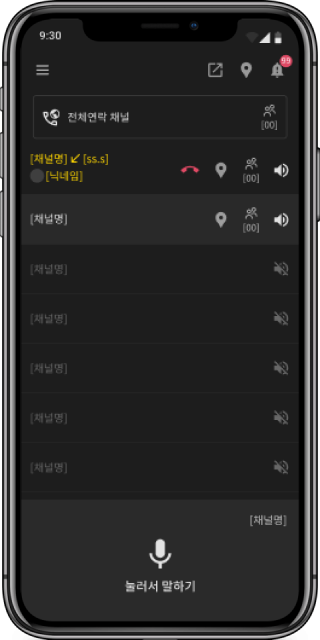 9:30
99
전체연락 채널
[00]
[채널명] ↙ [ss.s]
[닉네임]
[00]
[채널명]
[00]
[채널명]
[채널명]
[채널명]
[채널명]
[채널명]
[채널명]
눌러서 말하기